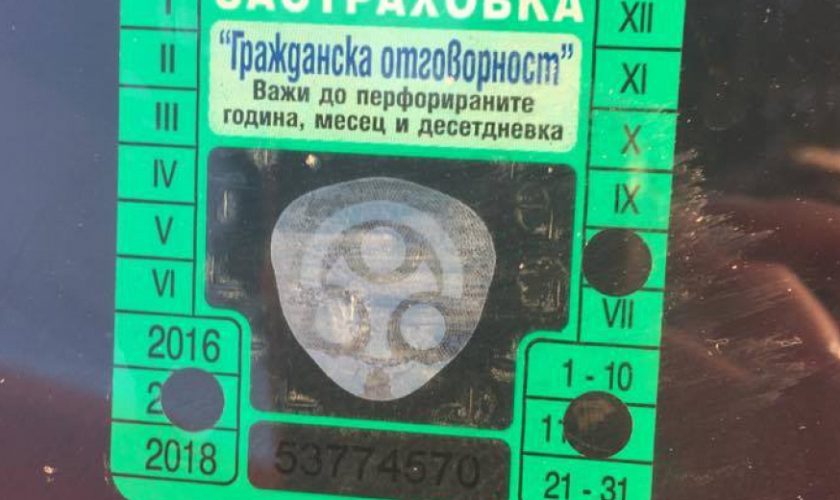 ЗАСТРАХОВКА
"Гражданска отговорност"
Важи до перфорираните
година, месец и десетдневка
I
II
III
IV
V
VI
XII
XI
X
IX
VII
2016
2018
1 - 10
21 - 31
53774570